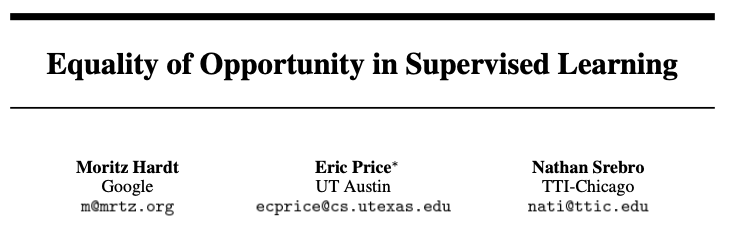 Equality of Opportunity in Supervised Learning
Moritz Hardt
Google
m@mrtz.org
Eric Price*
UT Austin
ecprice@cs.utexas.edu
Nathan Srebro
TTI-Chicago
nati@ttic.edu